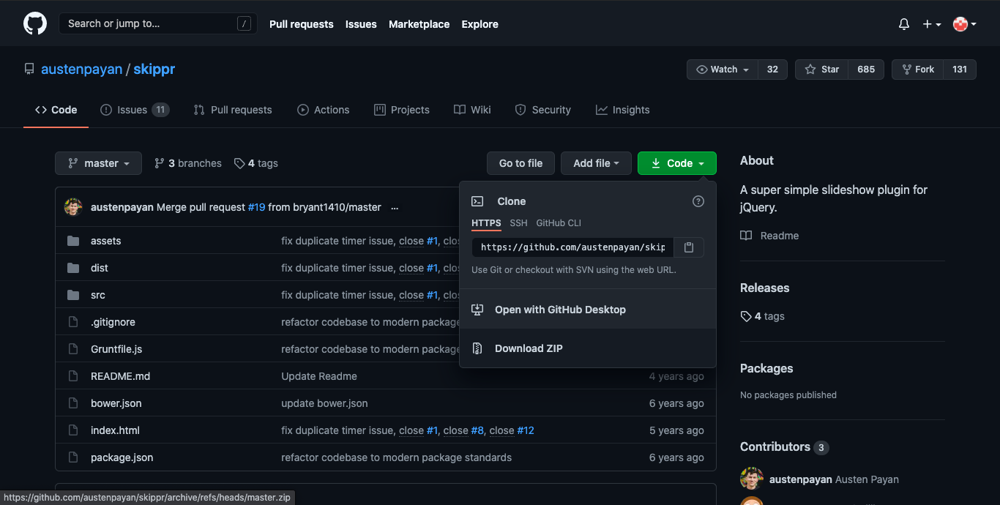 Search or jump to... /
Pull requests Issues Marketplace Explore
austenpayan / skippr
Watch 32 Star 685 Fork 131
Code Issues 11 Pull requests Actions Projects Wiki Security Insights
master 3 branches 4 tags Go to file Add file Code
austenpayan Merge pull request #19 from bryant1410/master ...
assets fix duplicate timer issue, close #1, clo
dist fix duplicate timer issue, close #1, clo
src fix duplicate timer issue, close #1, clo
.gitignore refactor codebase to modern package
Gruntfile.js refactor codebase to modern package
README.md Update Readme 4 years ago
bower.json update bower.json 6 years ago
index.html fix duplicate timer issue, close #1, close #8, close #12 5 years ago
package.json refactor codebase to modern package standards 6 years ago
Clone
HTTPS SSH GitHub CLI
https://github.com/austenpayan/skip
Use Git or checkout with SVN using the web URL.
Open with GitHub Desktop
Download ZIP
About
A super simple slideshow plugin for
jQuery.
Readme
Releases
4 tags
Packages
No packages published
Contributors 3
austenpayan Austen Payan
https://github.com/austenpayan/skippr/archive/refs/heads/master.zip